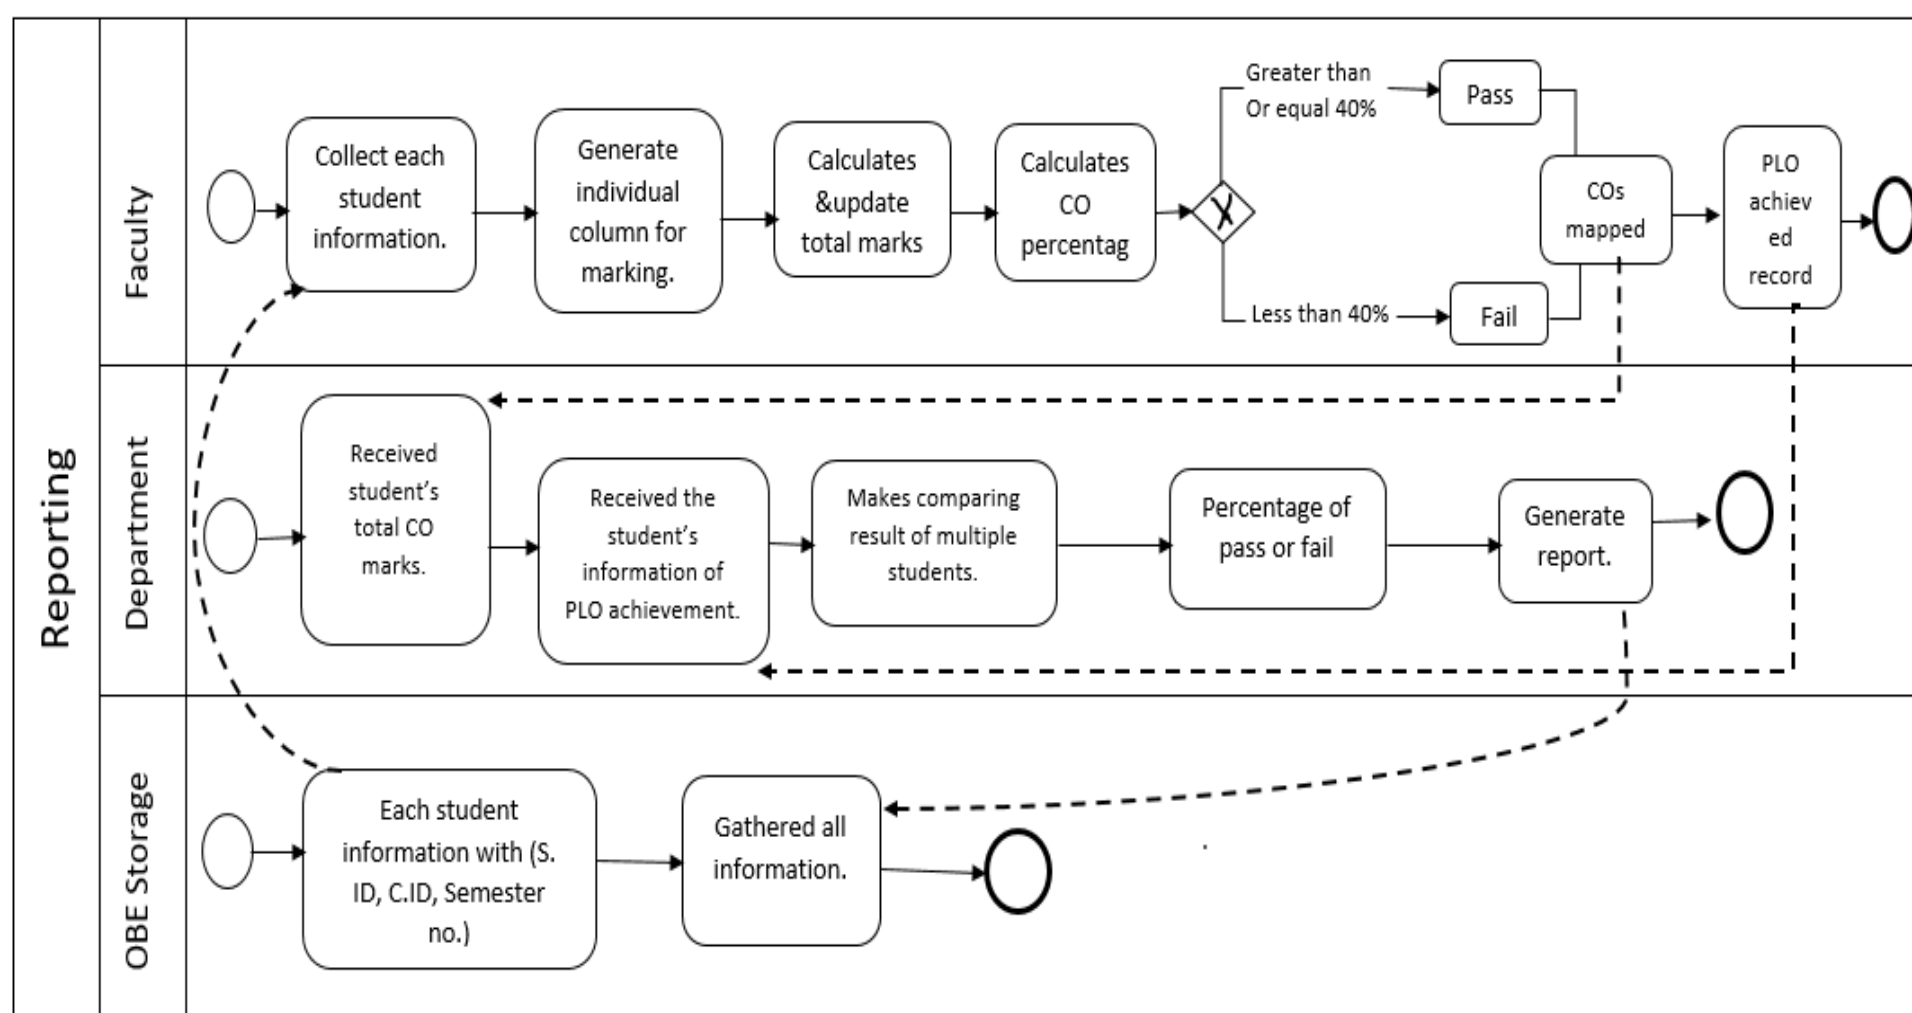 Reporting
Faculty
Collect each
student
information.
Generate
individual
column for
marking.
Calculates
&update
total marks
Calculates
CO
percentag
X
Greater than
Or equal 40%
Pass
Less than 40%
Fail
COs
mapped
PLO
achiev
ed
record
Department
Received
student’s
total CO
marks.
Received the
student’s
information of
PLO achievement.
Makes comparing
result of multiple
students.
Percentage of
pass or fail
Generate
report.
OBE Storage
Each student
information with (S.
ID, C.ID, Semester
no.)
Gathered all
information.